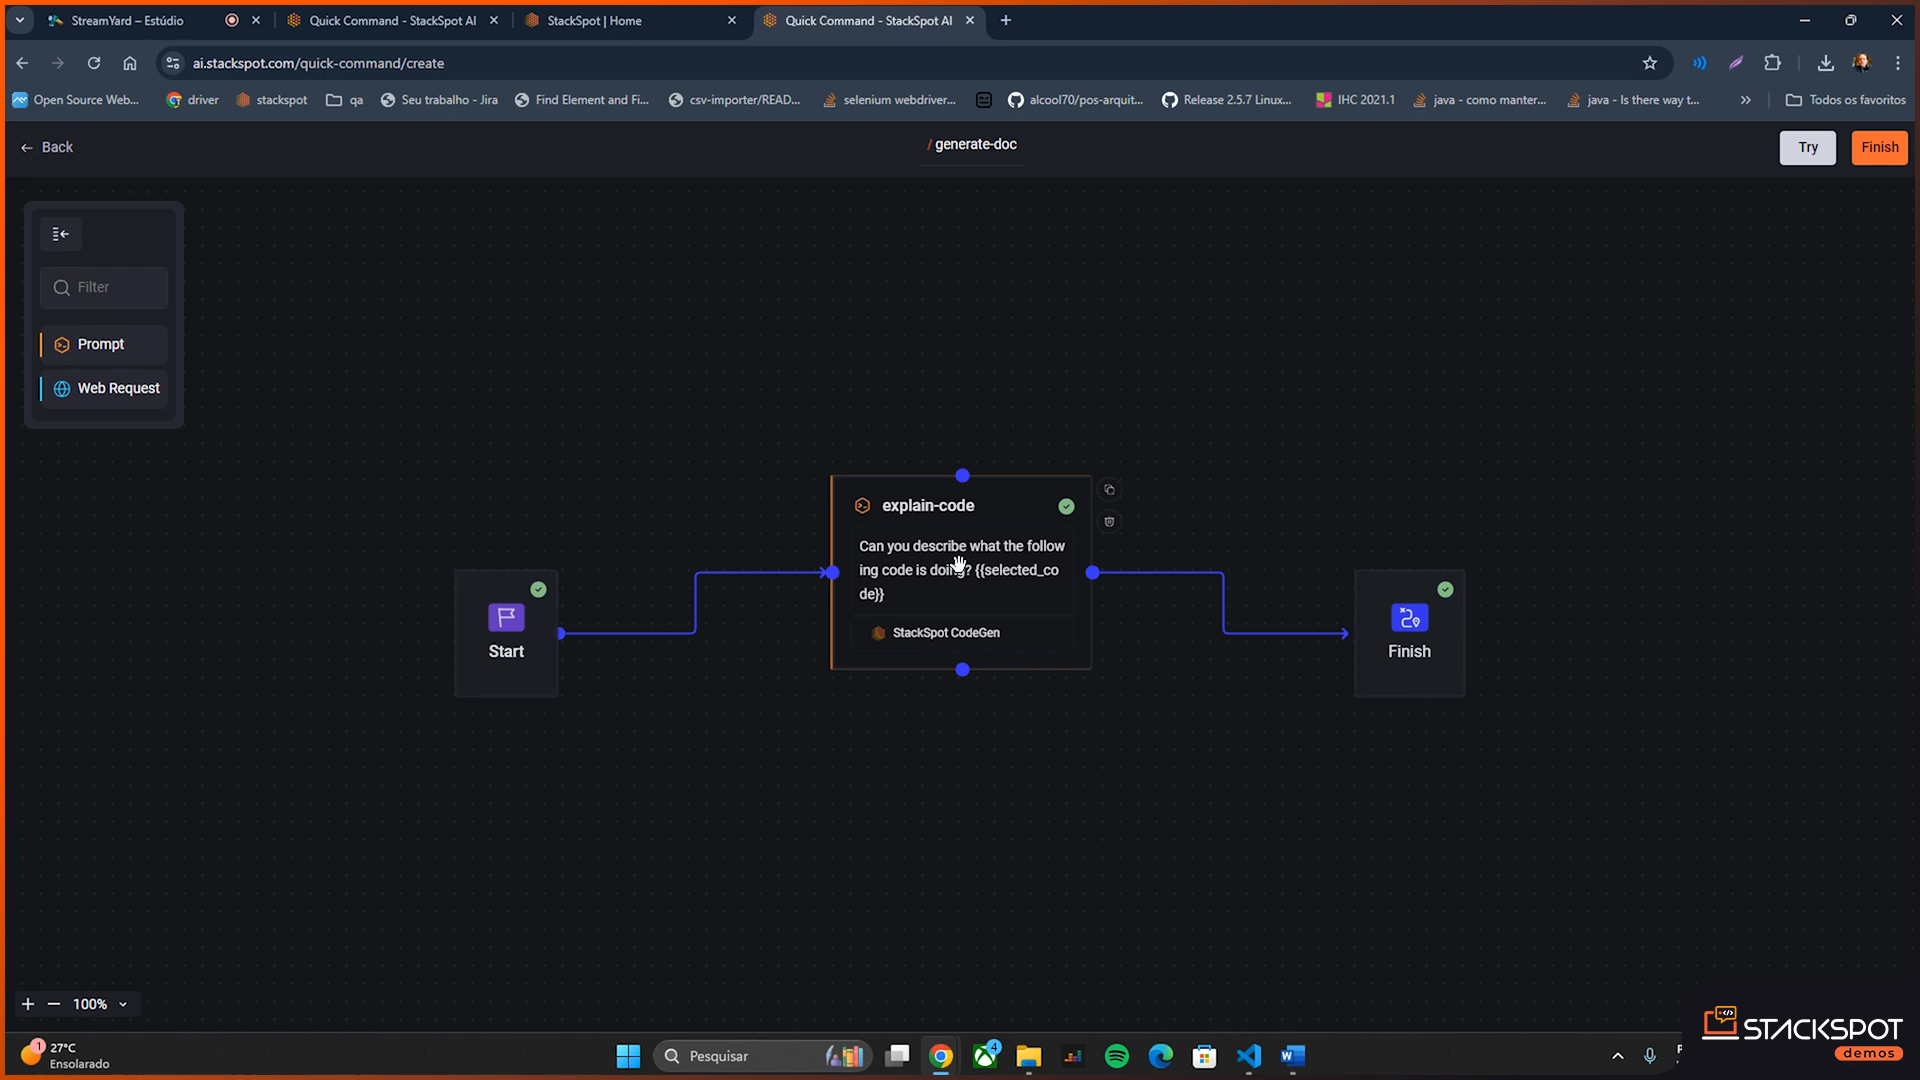 StreamYard – Estúdio
Quick Command - StackSpot AI
StackSpot | Home
Quick Command - StackSpot AI
ai.stackspot.com/quick-command/create
Open Source Web...
driver
stackspot
qa
Seu trabalho - Jira
Find Element and Fi...
csv-importer/READ...
selenium webdriver...
alcool70/pos-arquit...
Release 2.5.7 Linux...
IHC 2021.1
java - como manter...
java - Is there way t...
Todos os favoritos
Back
/ generate-doc
Try
Finish
Filter
Prompt
Web Request
explain-code
Can you describe what the follow
ing code is doing? {{selected_co
de}}
StackSpot CodeGen
Start
Finish
100%
1
27°C
Ensolarado
Pesquisar
4
STACKSPOT
demos